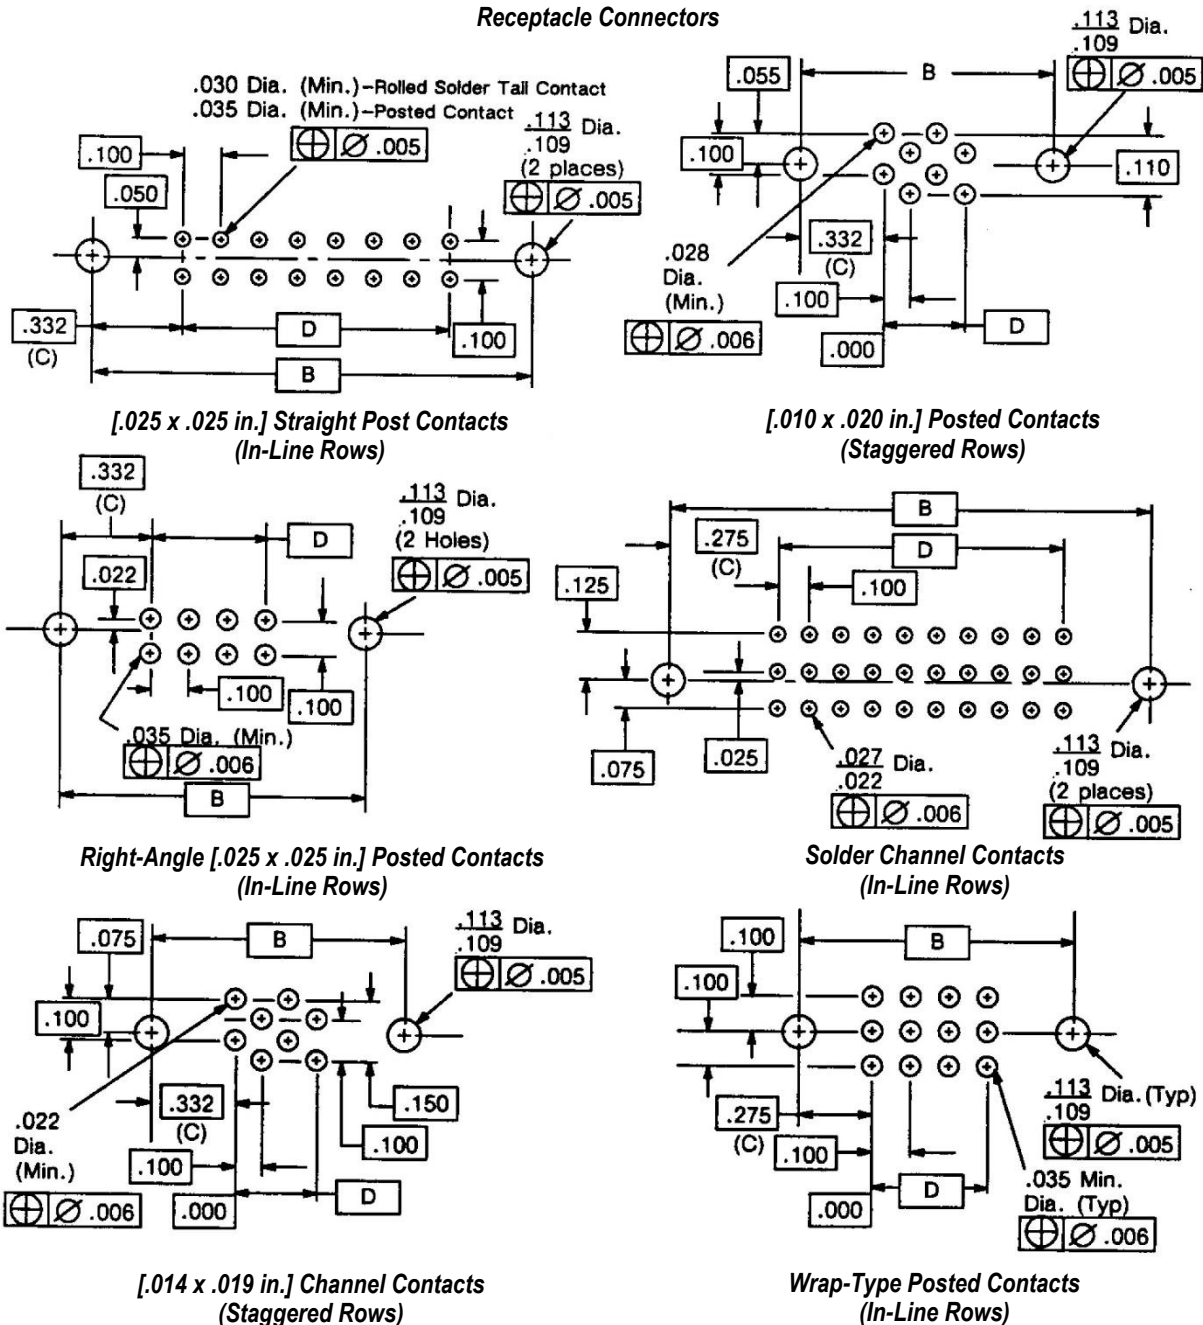 Receptacle Connectors
.030 Dia. (Min.)-Rolled Solder Tail Contact
.035 Dia. (Min.)-Posted Contact
⌖ ∅ .005
.113 Dia.
.109
(2 places)
⌖ ∅ .005
.100
.050
.332
(C)
D
.100
B
[.025 x .025 in.] Straight Post Contacts
(In-Line Rows)
.113 Dia.
.109
⌖ ∅ .005
.055
B
.100
.110
.028
Dia.
(Min.)
⌖ ∅ .006
.332
(C)
.100
.000
D
[.010 x .020 in.] Posted Contacts
(Staggered Rows)
.332
(C)
D
.113 Dia.
.109
(2 Holes)
⌖ ∅ .005
.022
.100
.100
.035 Dia. (Min.)
⌖ ∅ .006
B
Right-Angle [.025 x .025 in.] Posted Contacts
(In-Line Rows)
B
.275
(C)
D
.125
.100
.075
.025
.027 Dia.
.022
⌖ ∅ .006
.113 Dia.
.109
(2 places)
⌖ ∅ .005
Solder Channel Contacts
(In-Line Rows)
.075
B
.113 Dia.
.109
⌖ ∅ .005
.100
.022
Dia.
(Min.)
⌖ ∅ .006
.332
(C)
.150
.100
.100
.000
D
[.014 x .019 in.] Channel Contacts
(Staggered Rows)
.100
B
.100
.275
(C)
.100
.000
D
.113 Dia. (Typ)
.109
⌖ ∅ .005
.035 Min.
Dia. (Typ)
⌖ ∅ .006
Wrap-Type Posted Contacts
(In-Line Rows)